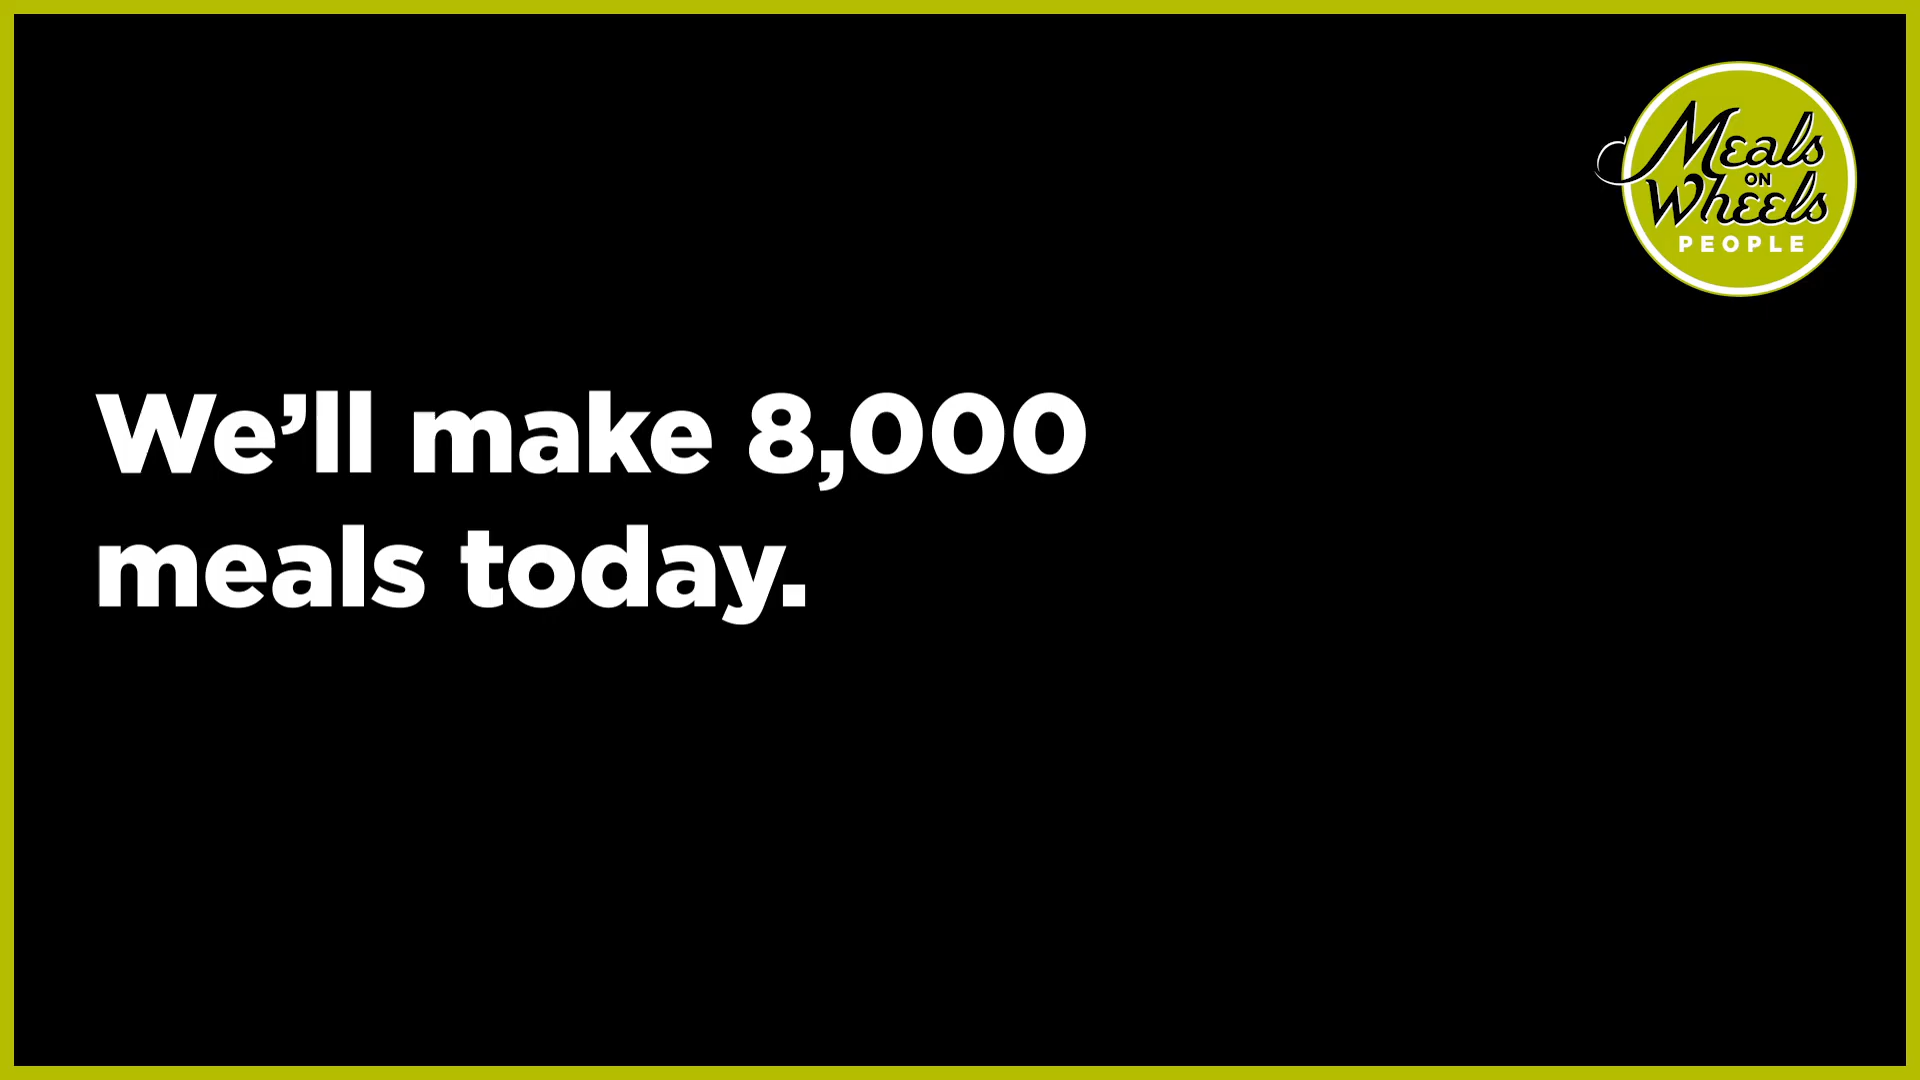 Meals
ON
Wheels
PEOPLE
We’ll make 8,000
meals today.